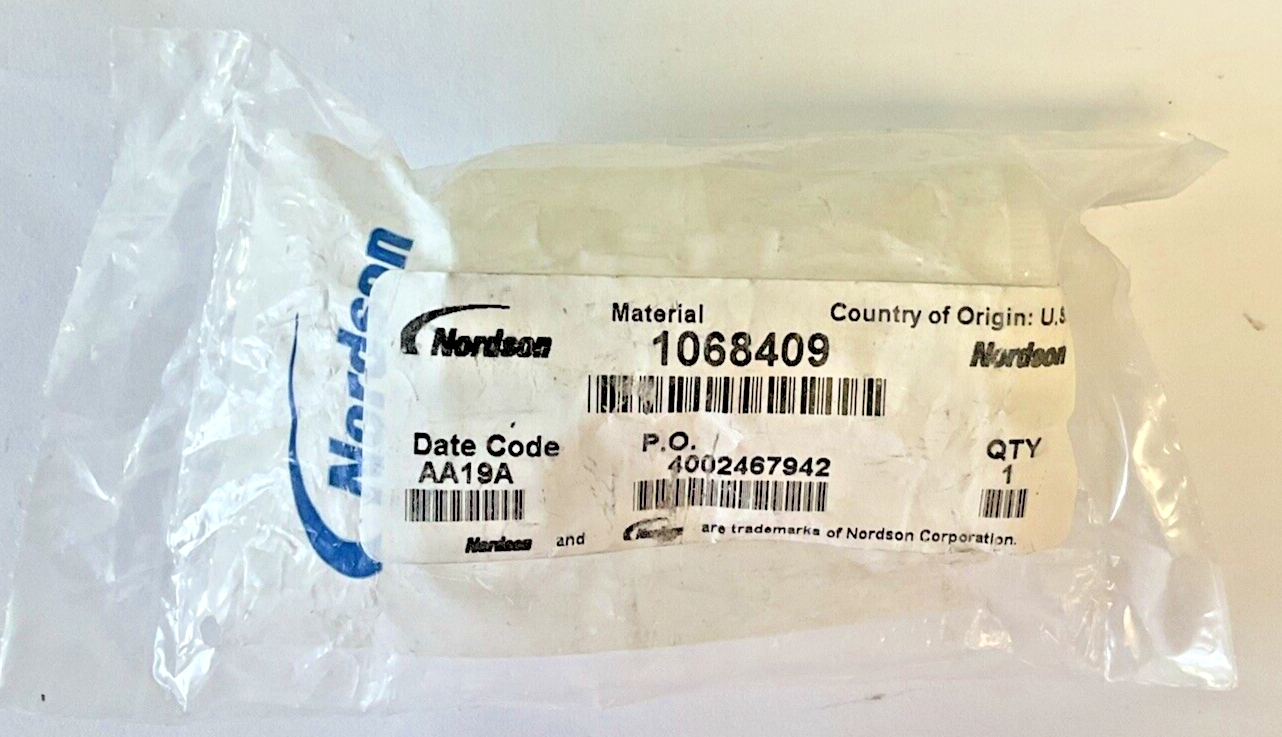 Nordson
Nordson
Material
1068409
Country of Origin: U.S
Nordson
Date Code
AA19A
P.O.
4002467942
QTY
1
Nordson and Nordson are trademarks of Nordson Corporation.